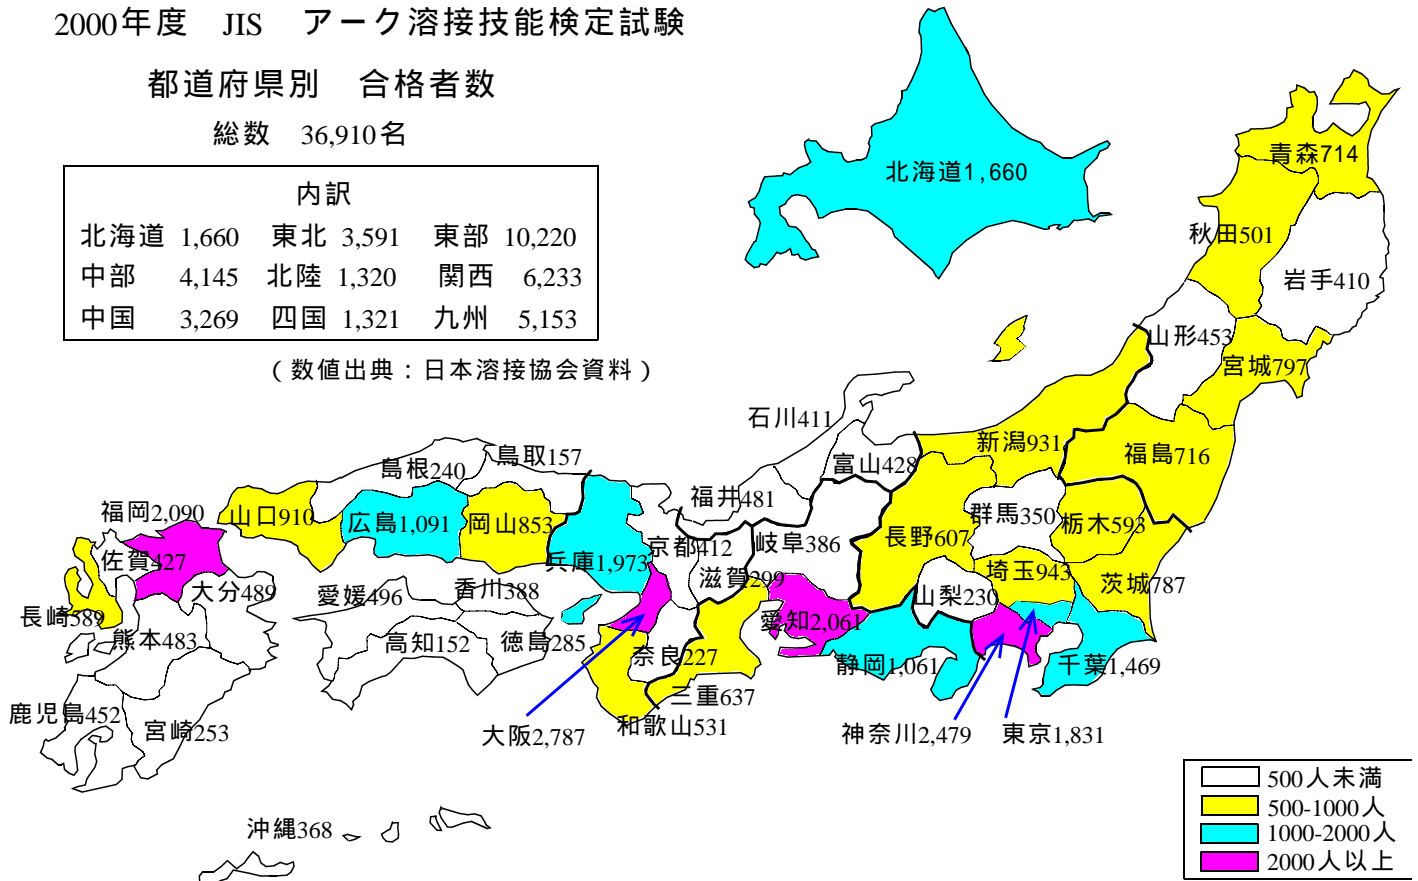 2000年度　JIS　アーク溶接技能検定試験
都道府県別　合格者数
総数　36,910名
内訳
北海道 1,660　東北 3,591　東部 10,220
中部 4,145　北陸 1,320　関西 6,233
中国 3,269　四国 1,321　九州 5,153
（数値出典：日本溶接協会資料）
北海道1,660
青森714
秋田501
岩手410
山形453
宮城797
石川411
新潟931
福島716
富山428
鳥取157
島根240
福井481
福岡2,090
山口910
広島1,091
岡山853
群馬350
栃木593
長野607
岐阜386
京都412
兵庫1,973
佐賀427
滋賀299
埼玉943
茨城787
大分489
愛媛496
香川388
山梨230
長崎589
愛知2,061
熊本483
高知152
徳島285
奈良227
静岡1,061
千葉1,469
三重637
鹿児島452
宮崎253
大阪2,787
和歌山531
神奈川2,479
東京1,831
沖縄368
500人未満
500-1000人
1000-2000人
2000人以上